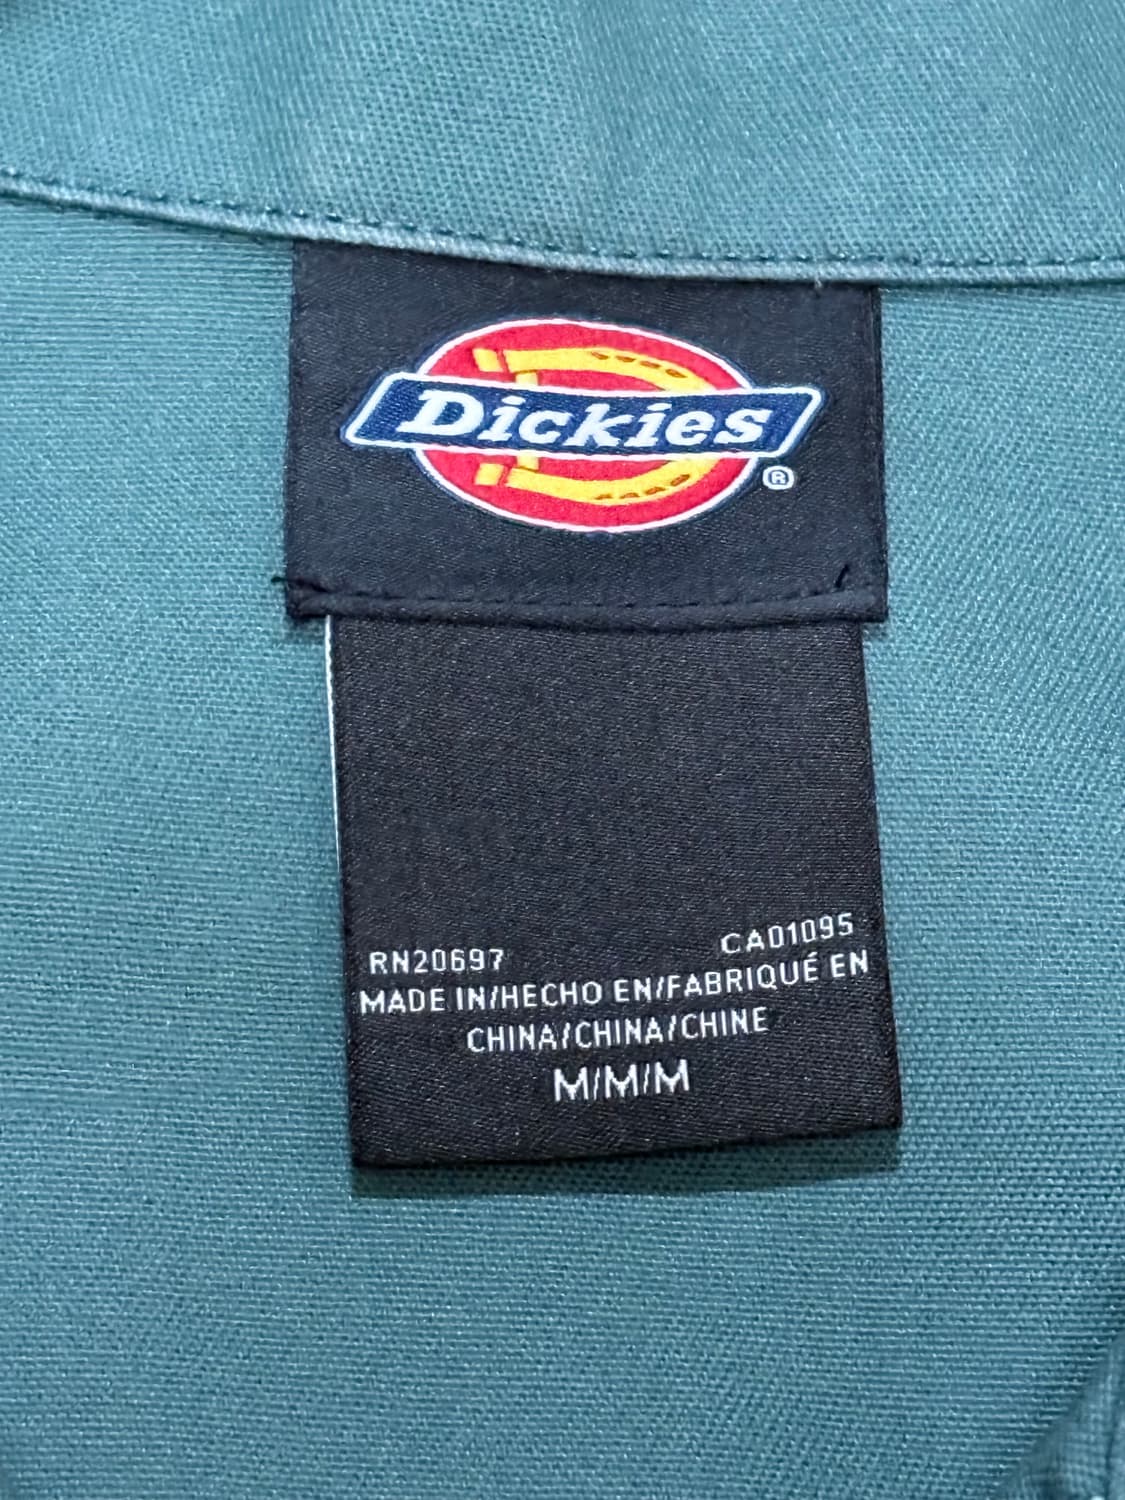 Dickies®
RN20697 CA01095
MADE IN/HECHO EN/FABRIQUÉ EN
CHINA/CHINA/CHINE
M/M/M